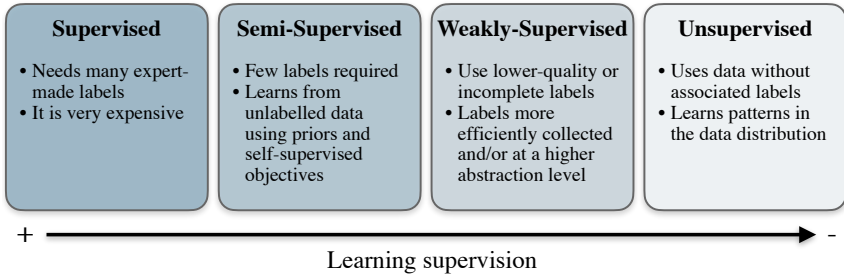 Supervised
• Needs many expert-
made labels
• It is very expensive
Semi-Supervised
• Few labels required
• Learns from
unlabelled data
using priors and
self-supervised
objectives
Weakly-Supervised
• Use lower-quality or
incomplete labels
• Labels more
efficiently collected
and/or at a higher
abstraction level
Unsupervised
• Uses data without
associated labels
• Learns patterns in
the data distribution
+ -
Learning supervision